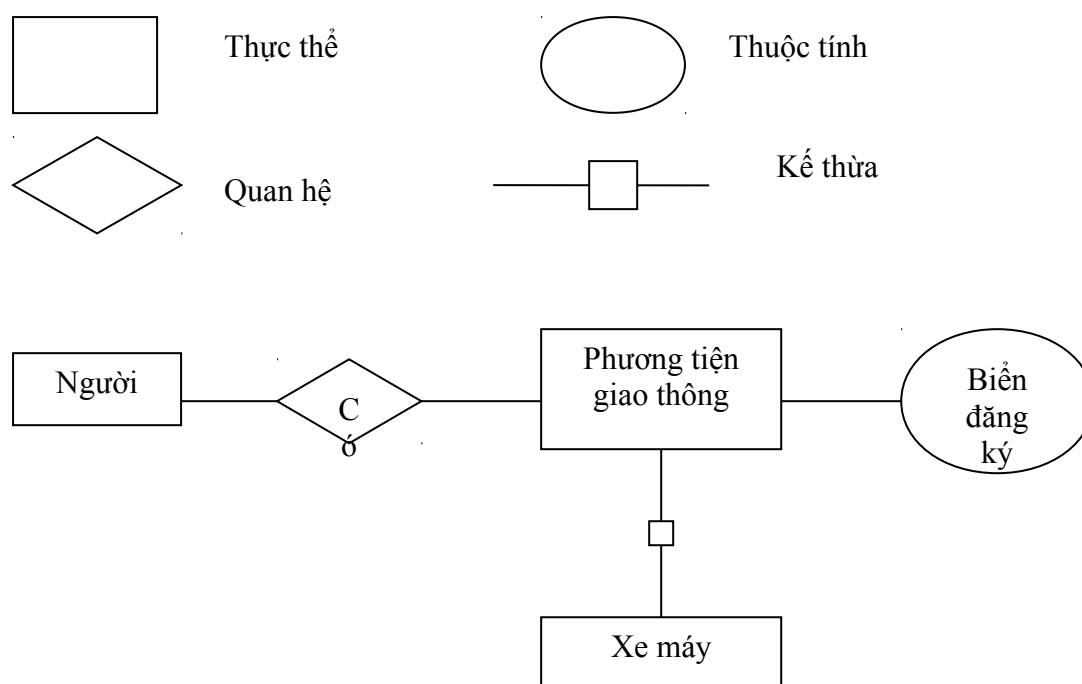 Thực thể
Thuộc tính
Quan hệ
Kế thừa
Người
C
ó
Phương tiện
giao thông
Biển
đăng
ký
Xe máy